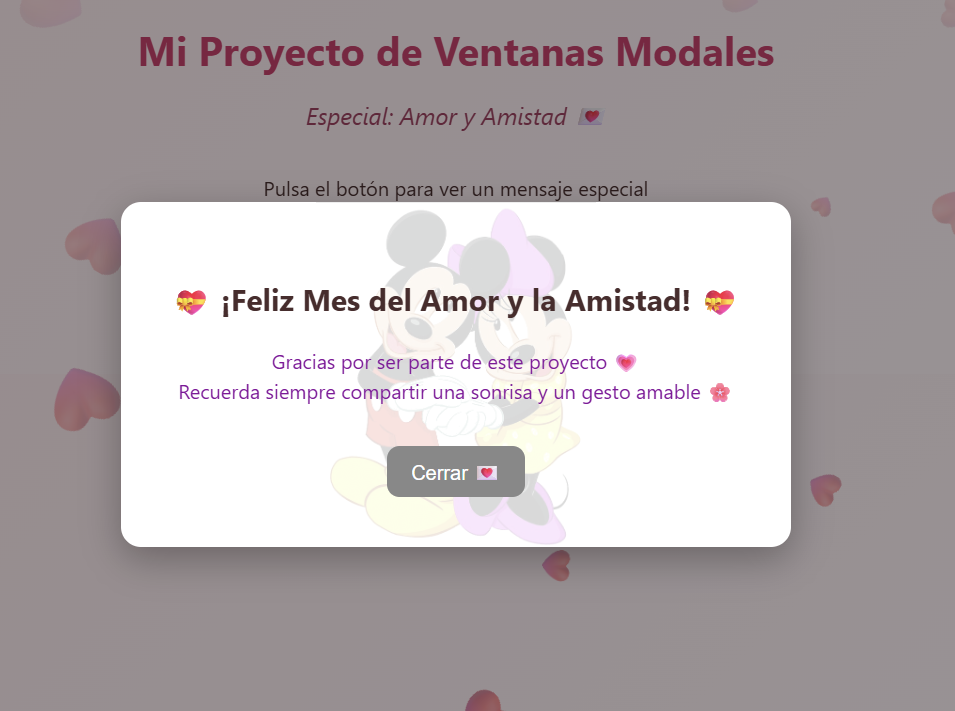 Mi Proyecto de Ventanas Modales
Especial: Amor y Amistad 💌
Pulsa el botón para ver un mensaje especial
💝 ¡Feliz Mes del Amor y la Amistad! 💝
Gracias por ser parte de este proyecto 💗
Recuerda siempre compartir una sonrisa y un gesto amable 🌸
Cerrar 💌